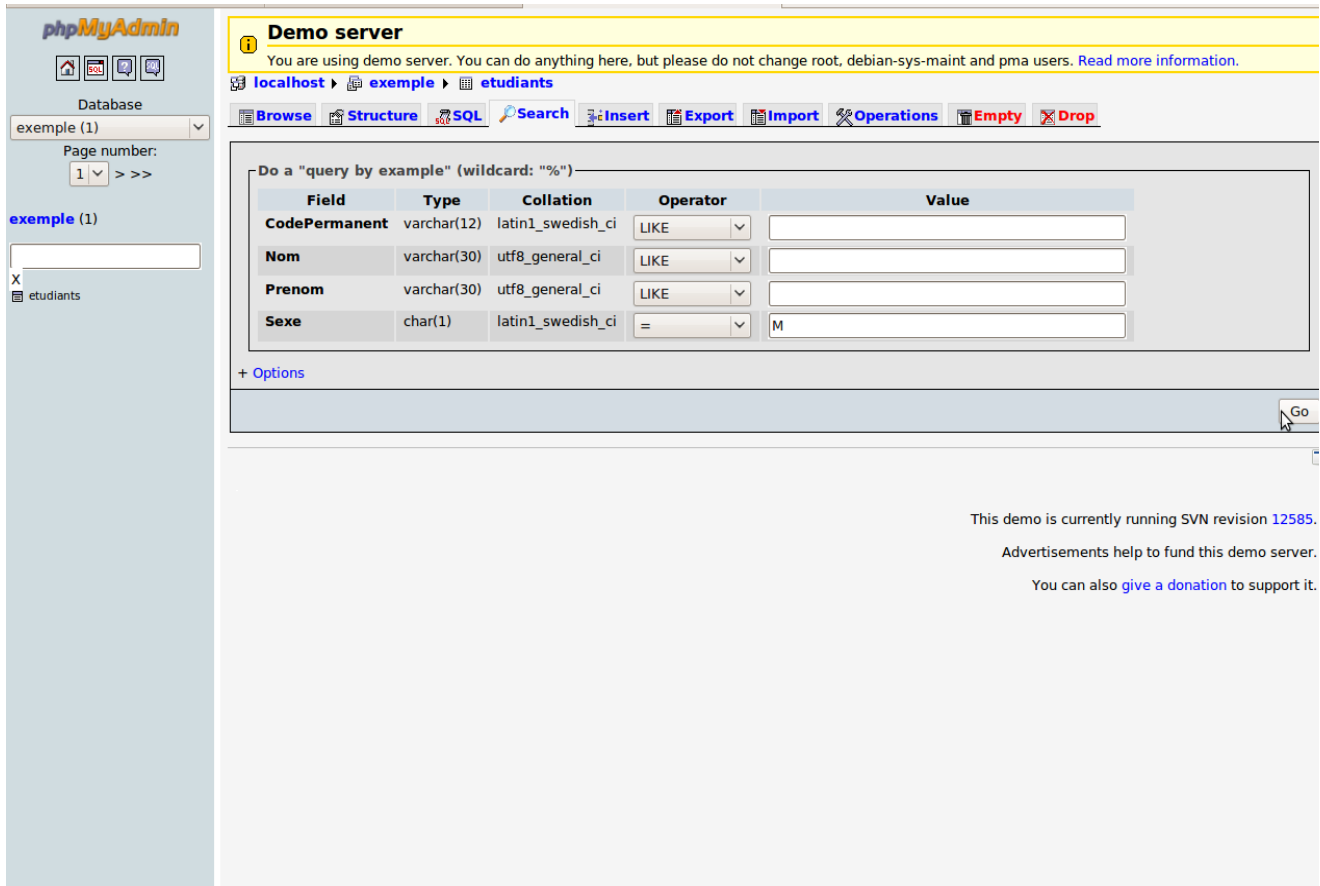 phpMyAdmin
SQL
Database
exemple (1)
Page number:
1 > >>
exemple (1)
X
etudiants
Demo server
You are using demo server. You can do anything here, but please do not change root, debian-sys-maint and pma users. Read more information.
localhost exemple etudiants
Browse Structure SQL Search Insert Export Import Operations Empty Drop
Do a "query by example" (wildcard: "%")
Field Type Collation Operator Value
CodePermanent varchar(12) latin1_swedish_ci LIKE
Nom varchar(30) utf8_general_ci LIKE
Prenom varchar(30) utf8_general_ci LIKE
Sexe char(1) latin1_swedish_ci = M
+ Options
Go
This demo is currently running SVN revision 12585.
Advertisements help to fund this demo server.
You can also give a donation to support it.